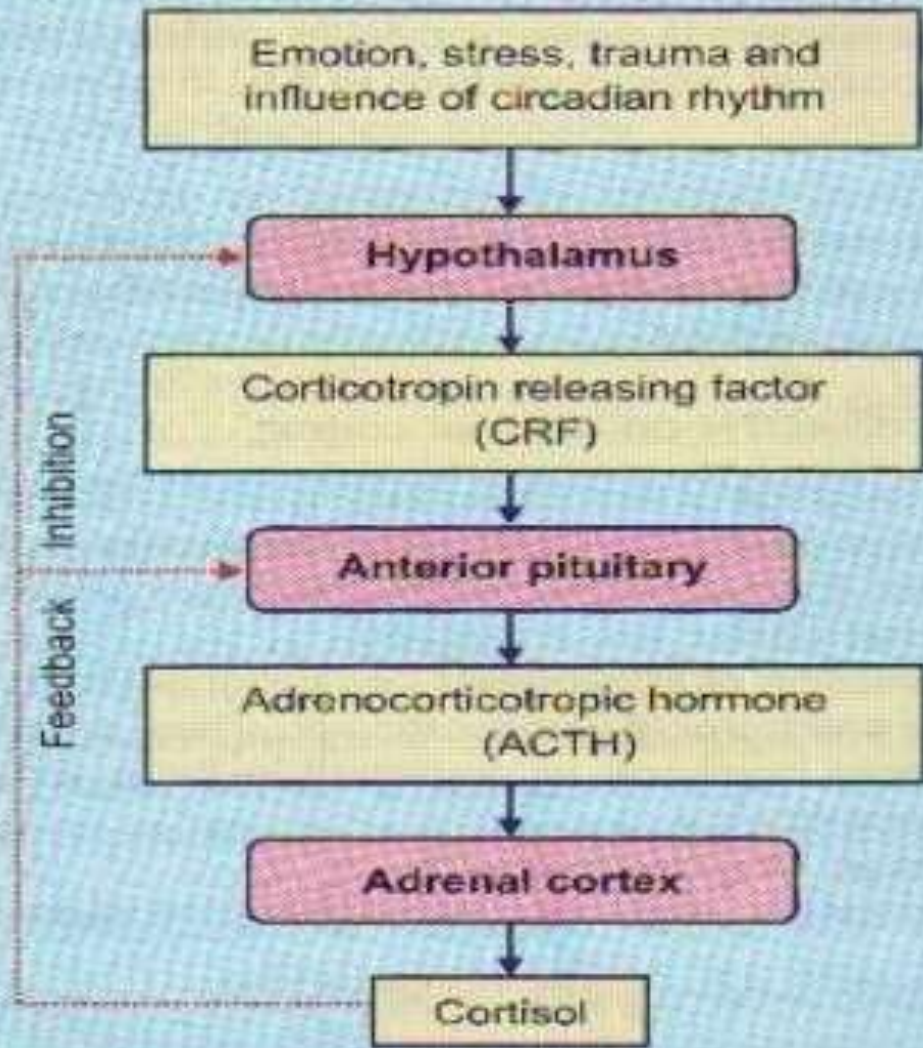 Emotion, stress, trauma and
influence of circadian rhythm
Hypothalamus
Corticotropin releasing factor
(CRF)
Feedback Inhibition
Anterior pituitary
Adrenocorticotropic hormone
(ACTH)
Adrenal cortex
Cortisol